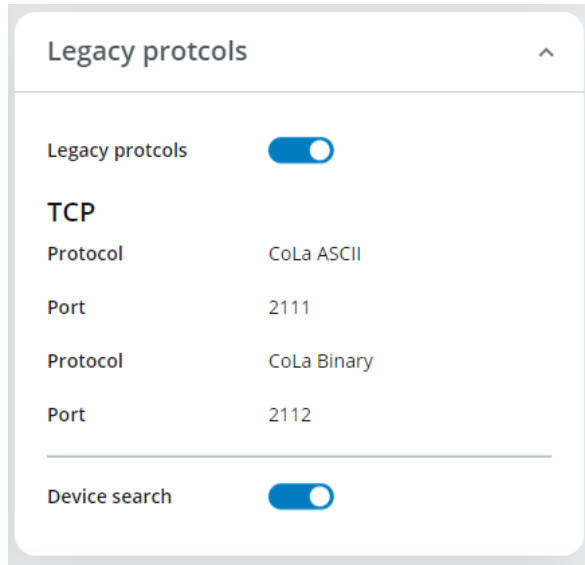 Legacy protcols
Legacy protcols
TCP
Protocol CoLa ASCII
Port 2111
Protocol CoLa Binary
Port 2112
Device search